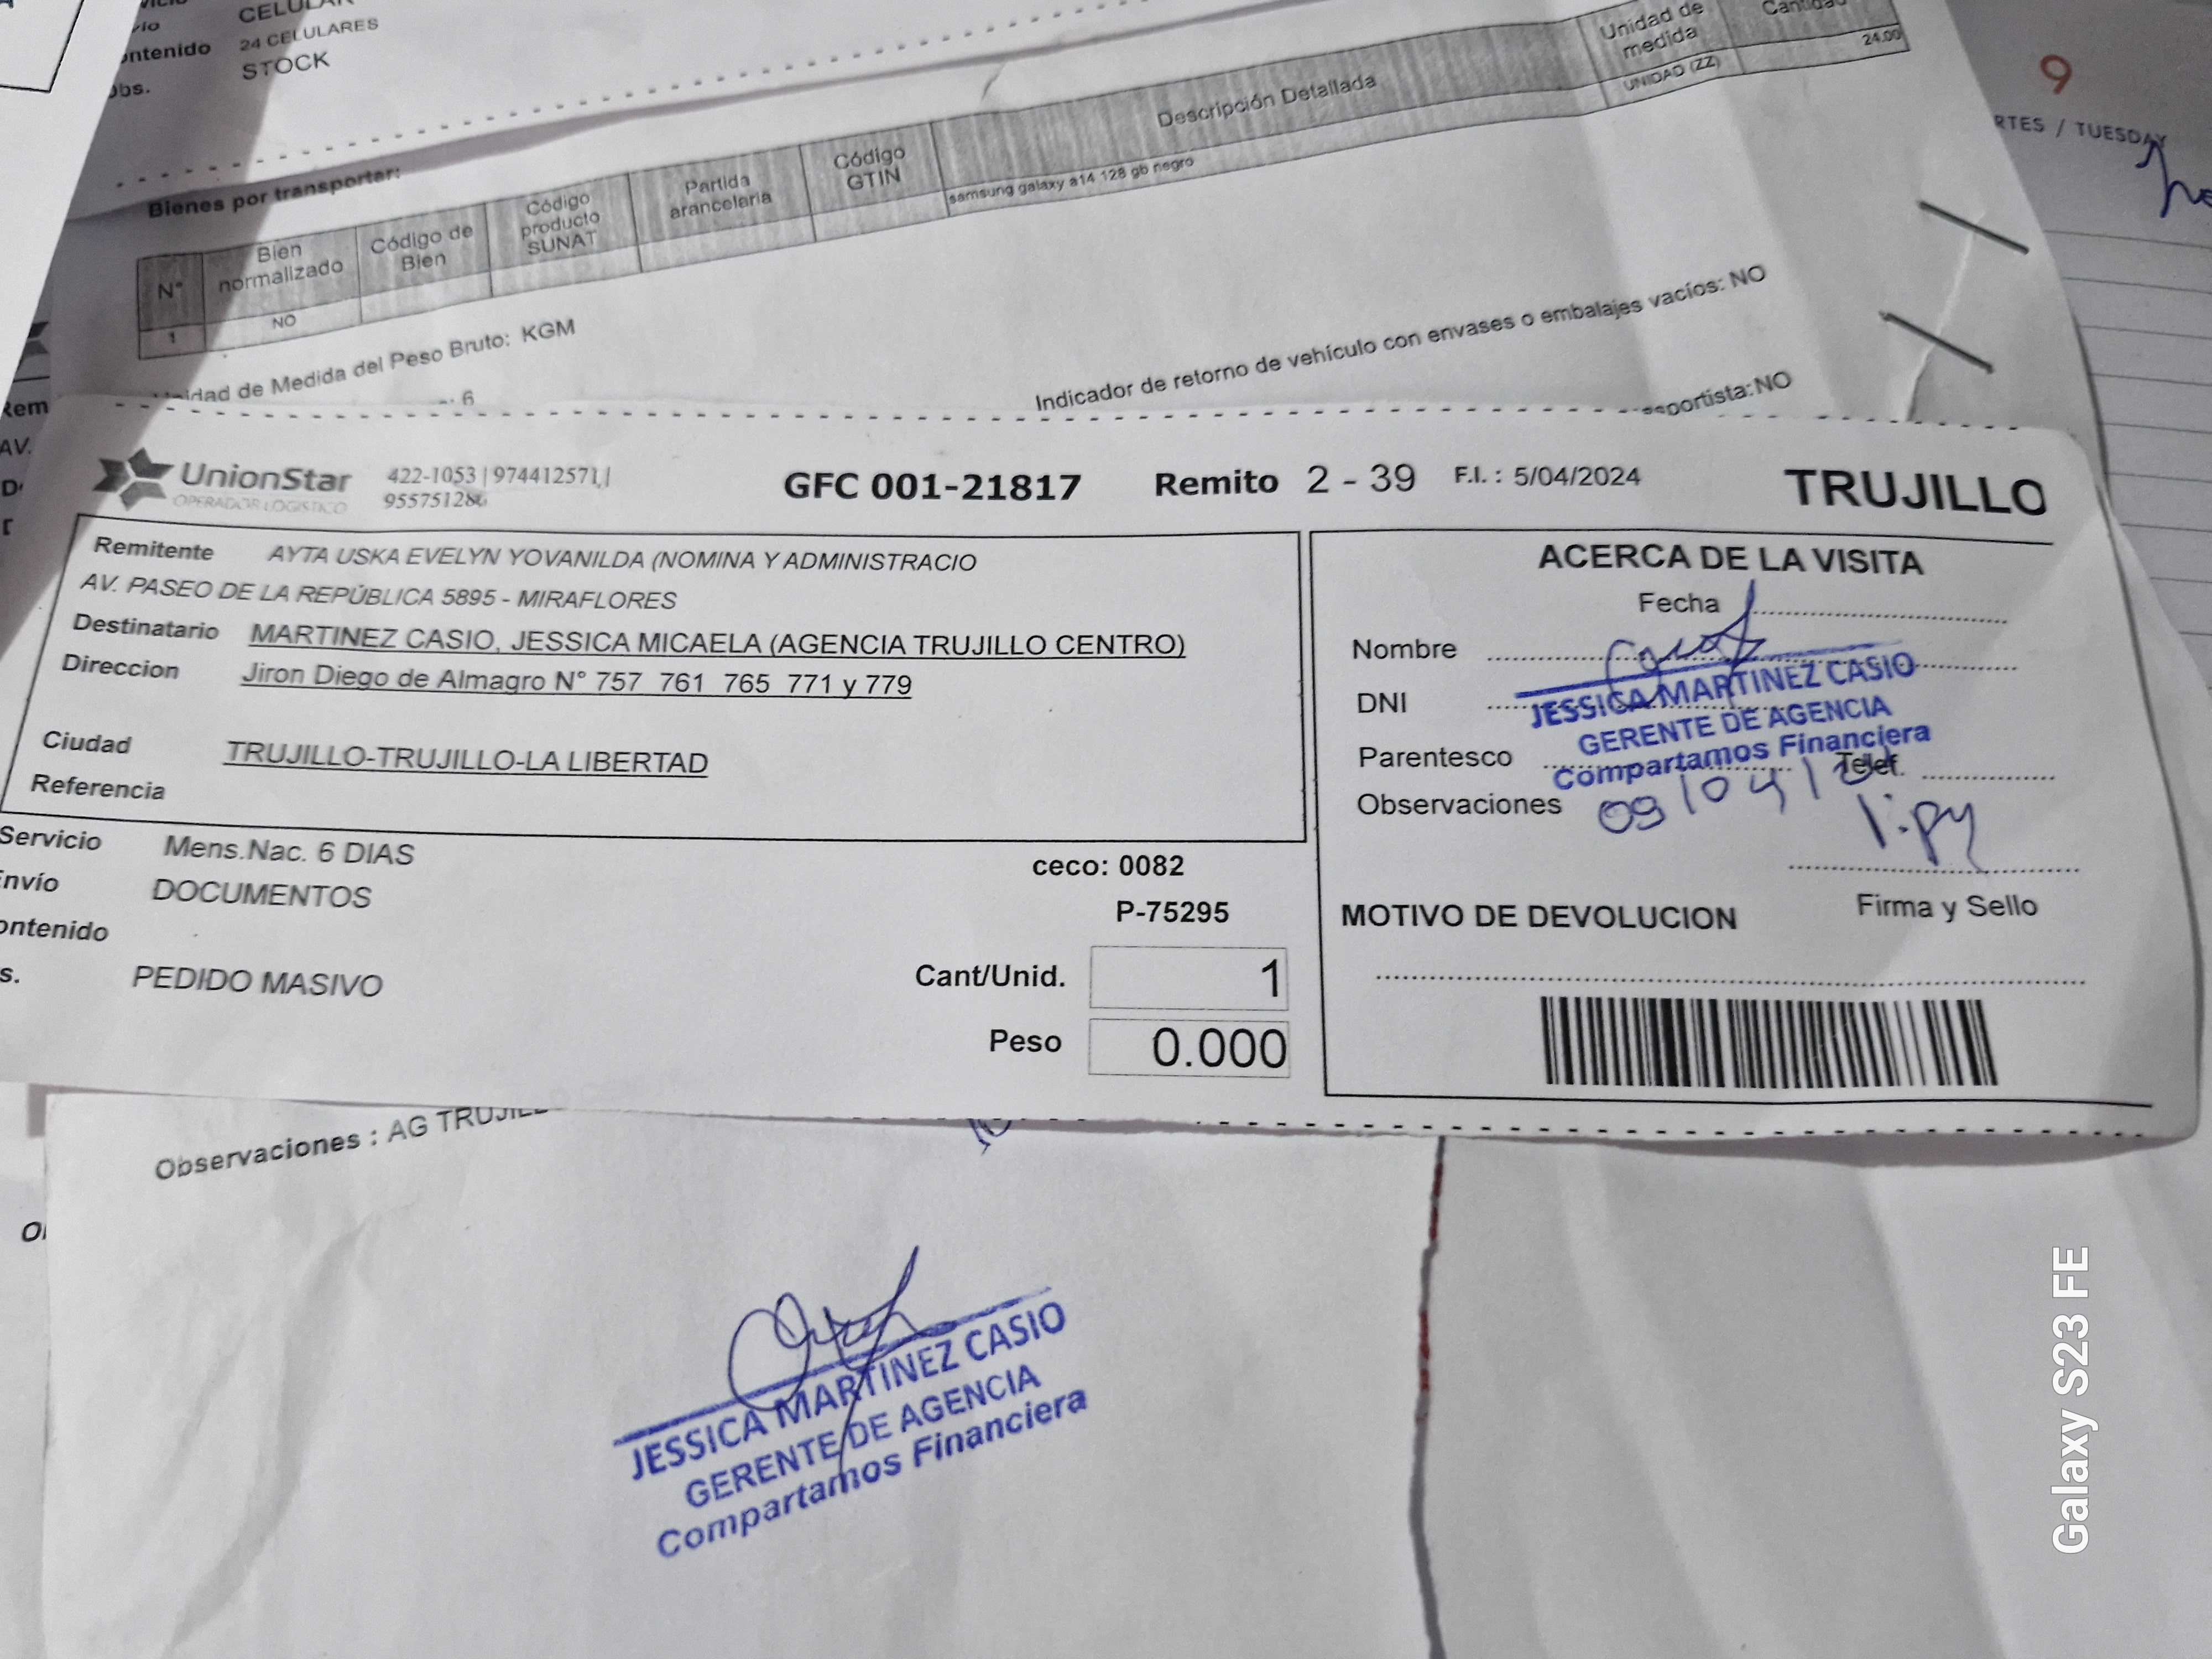 CELULAR
24 CELULARES
STOCK
Bienes por transportar:
N° Bien normalizado Código de Bien Código producto SUNAT Partida arancelaria Código GTIN Descripción Detallada Unidad de medida Cantidad
1 NO samsung galaxy a14 128 gb negro UNIDAD (ZZ) 24.00
Unidad de Medida del Peso Bruto: KGM
: 6
Indicador de retorno de vehículo con envases o embalajes vacíos: NO
NO
9
RTES / TUESDAY
Rem
AV.
UnionStar
OPERADOR LOGISTICO
422-1053 | 974412571 |
955751286
GFC 001-21817 Remito 2 - 39 F.I. : 5/04/2024 TRUJILLO
Remitente AYTA USKA EVELYN YOVANILDA (NOMINA Y ADMINISTRACIO
AV. PASEO DE LA REPÚBLICA 5895 - MIRAFLORES
Destinatario MARTINEZ CASIO, JESSICA MICAELA (AGENCIA TRUJILLO CENTRO)
Direccion Jiron Diego de Almagro N° 757 761 765 771 y 779
Ciudad TRUJILLO-TRUJILLO-LA LIBERTAD
Referencia
Servicio Mens.Nac. 6 DIAS
Envío DOCUMENTOS
ontenido
s. PEDIDO MASIVO
ceco: 0082
P-75295
Cant/Unid. 1
Peso 0.000
ACERCA DE LA VISITA
Fecha
Nombre
DNI
JESSICA MARTINEZ CASIO
GERENTE DE AGENCIA
Compartamos Financiera
Parentesco
Telef.
Observaciones 09/04/
1:py
Firma y Sello
MOTIVO DE DEVOLUCION
Observaciones : AG TRUJILL
JESSICA MARTINEZ CASIO
GERENTE DE AGENCIA
Compartamos Financiera
Galaxy S23 FE